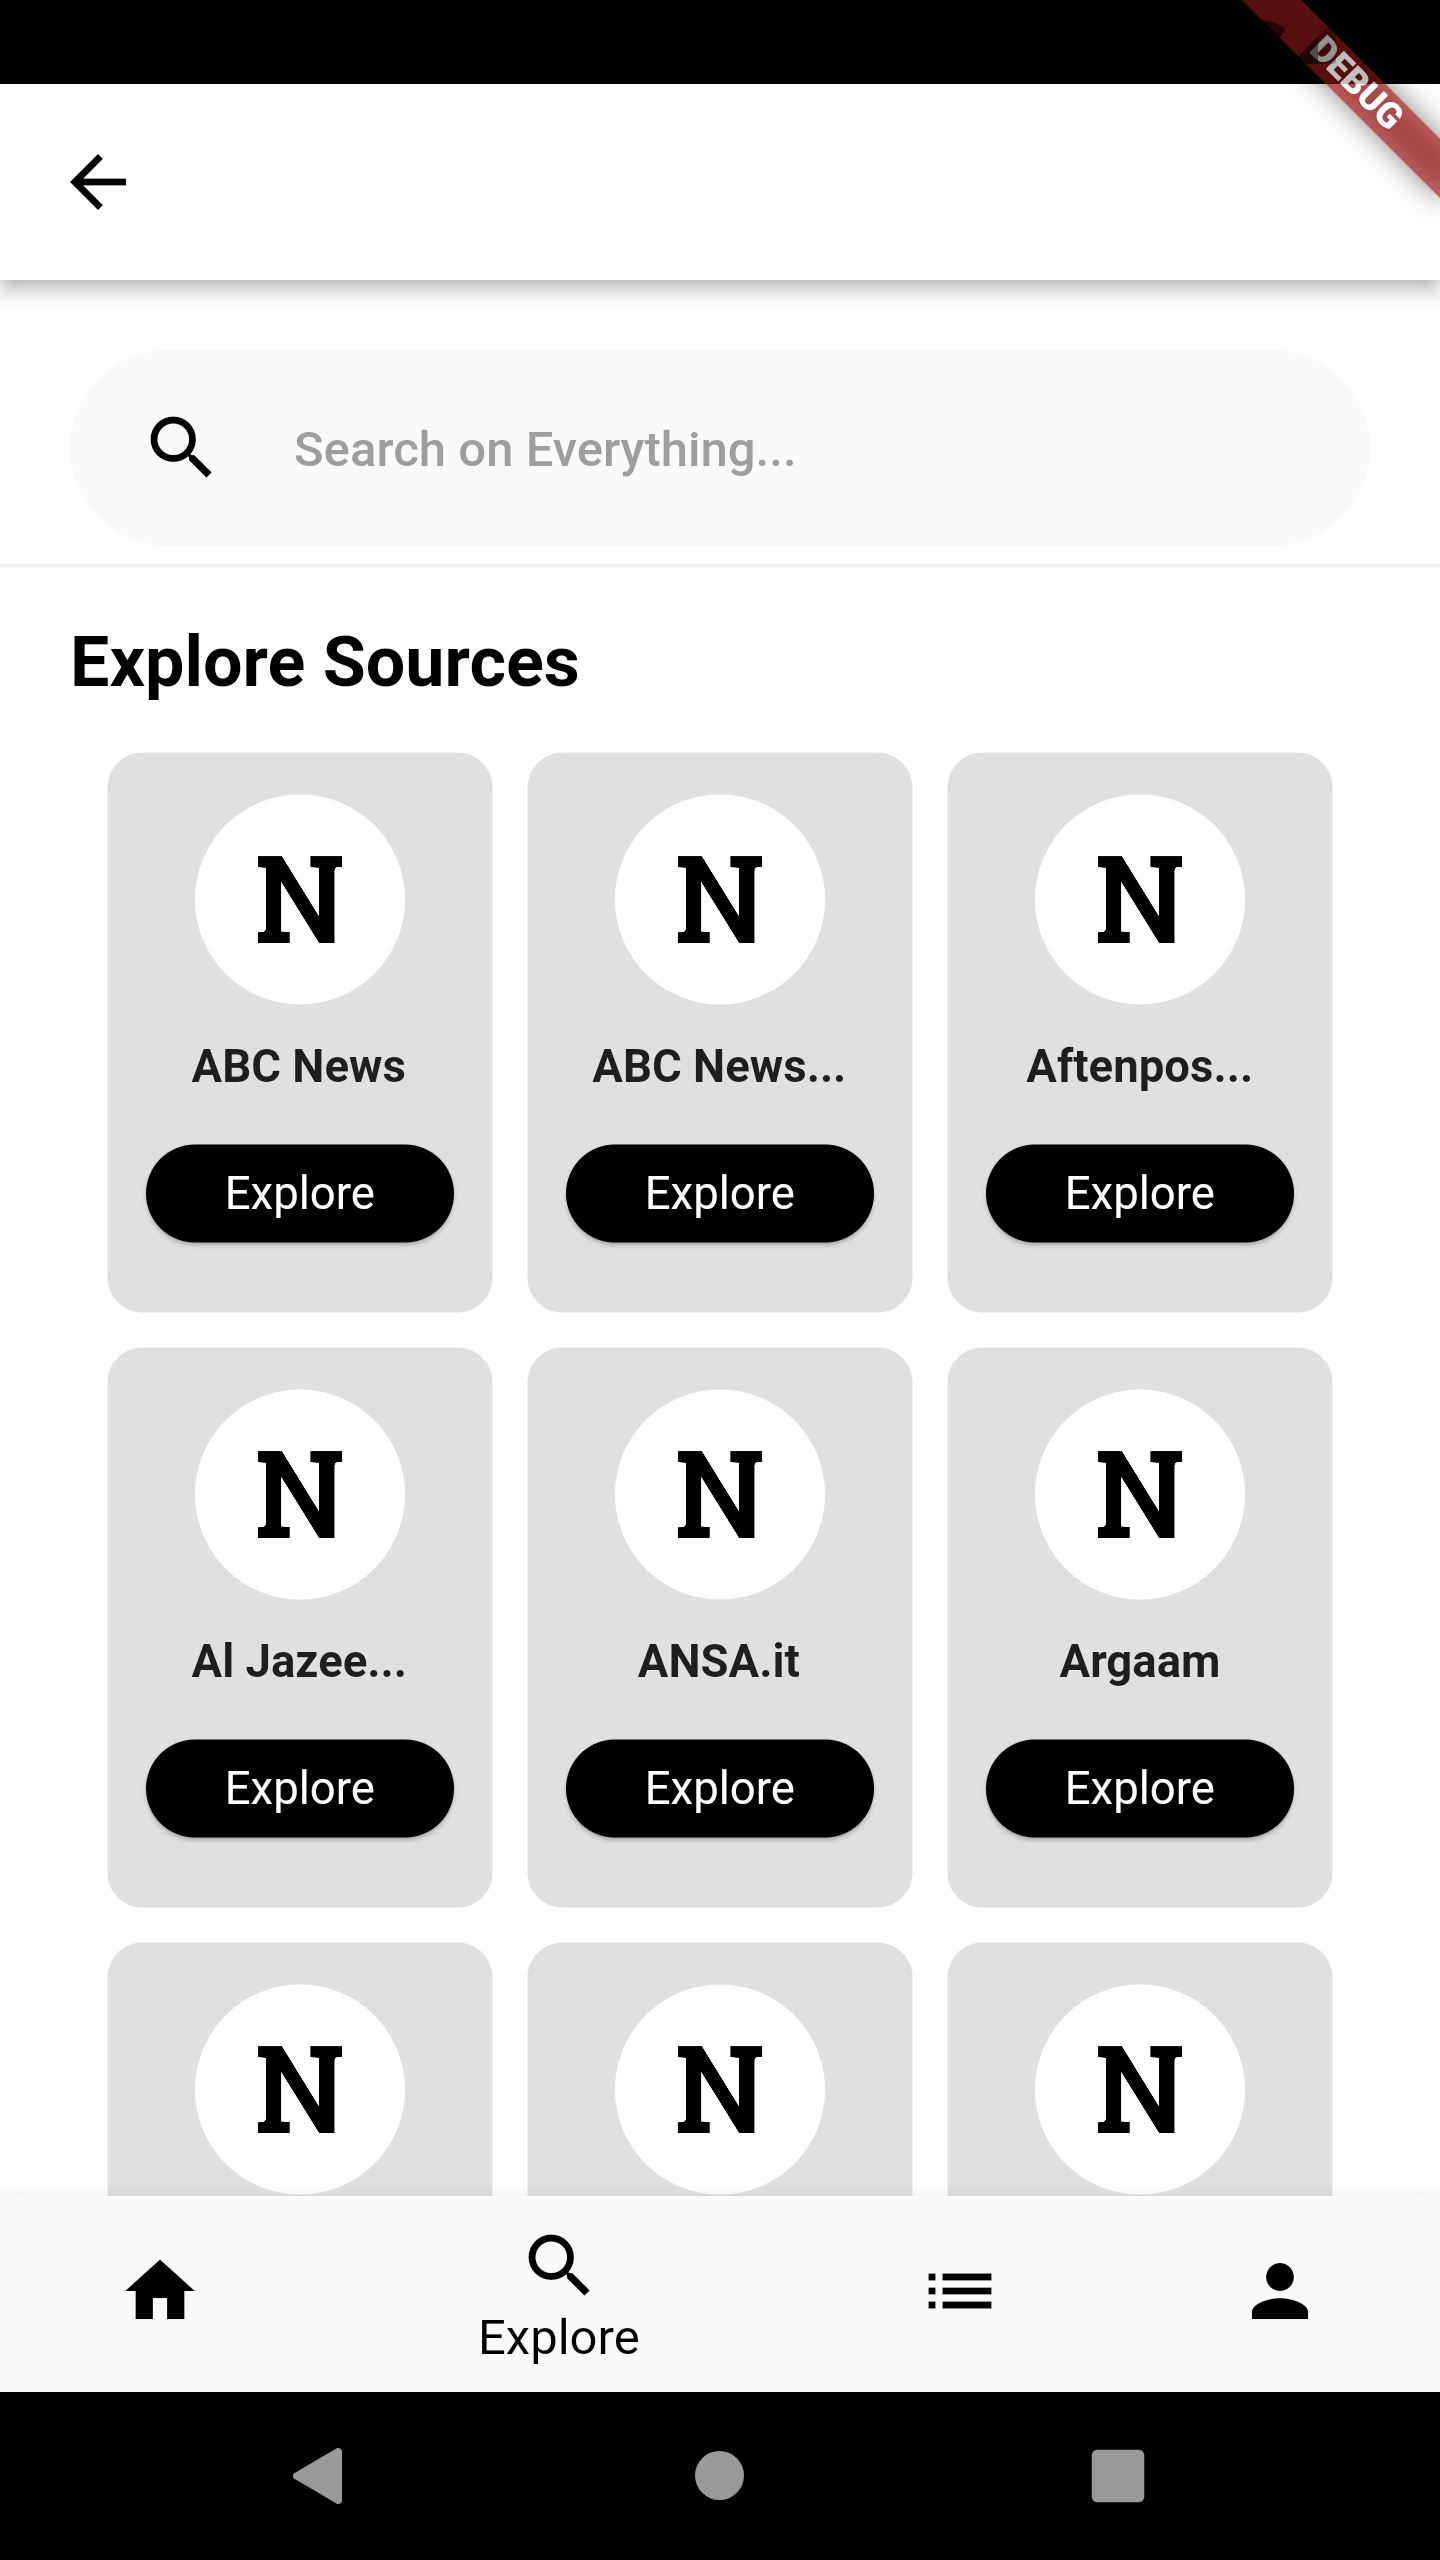 DEBUG
Search on Everything...
Explore Sources
N N N
ABC News ABC News... Aftenpos...
Explore Explore Explore
N N N
Al Jazee... ANSA.it Argaam
Explore Explore Explore
N N N
Explore